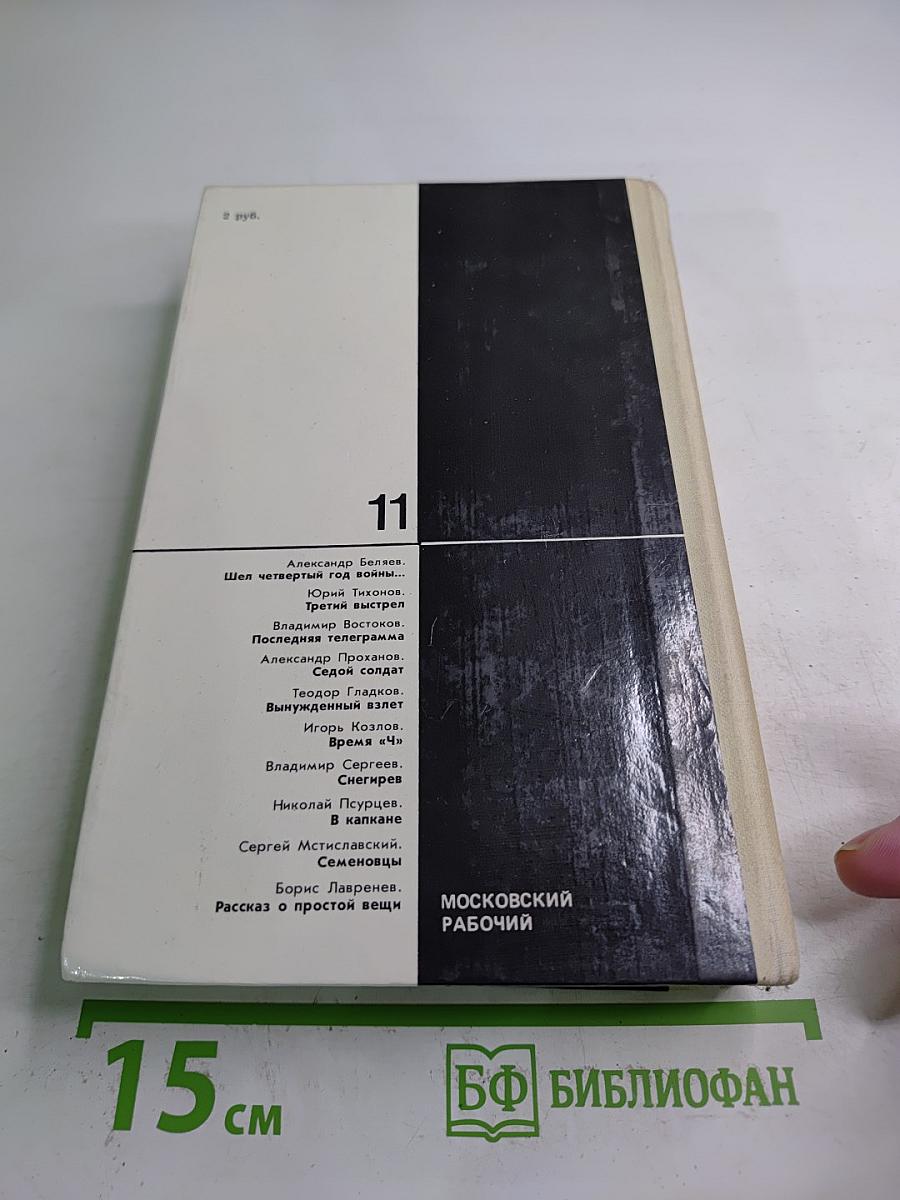 2 руб.
11
Александр Беляев.
Шел четвертый год войны...
Юрий Тихонов.
Третий выстрел
Владимир Востоков.
Последняя телеграмма
Александр Проханов.
Седой солдат
Теодор Гладков.
Вынужденный взлет
Игорь Козлов.
Время «Ч»
Владимир Сергеев.
Снегирев
Николай Псурцев.
В капкане
Сергей Мстиславский.
Семеновцы
Борис Лавренев.
Рассказ о простой вещи
МОСКОВСКИЙ
РАБОЧИЙ
15 см
БФ БИБЛИОФАН